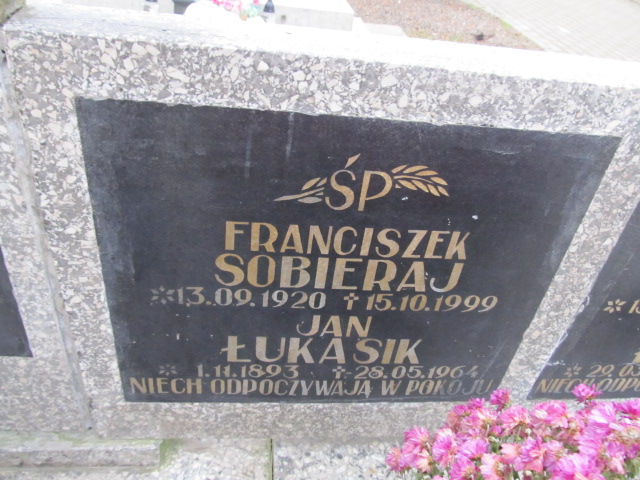 ŚP
FRANCISZEK
SOBIERAJ
*13.09.1920 †15.10.1999
JAN
ŁUKASIK
* 1.11.1893 †28.05.1964
NIECH ODPOCZYWAJĄ W POKOJU